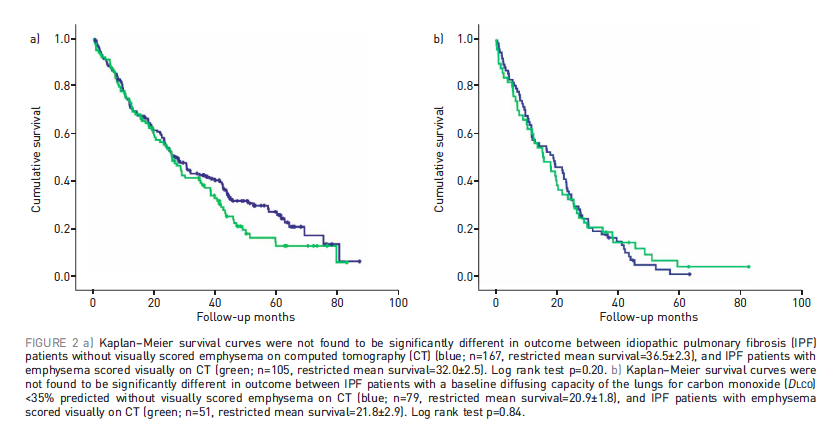 a)
1.0
0.8
0.6
0.4
0.2
0.0
Cumulative survival
0
20
40
60
80
100
Follow-up months
b)
1.0
0.8
0.6
0.4
0.2
0.0
Cumulative survival
0
20
40
60
80
100
Follow-up months
FIGURE 2 a) Kaplan–Meier survival curves were not found to be significantly different in outcome between idiopathic pulmonary fibrosis (IPF)
patients without visually scored emphysema on computed tomography (CT) (blue; n=167, restricted mean survival=36.5±2.3), and IPF patients with
emphysema scored visually on CT (green; n=105, restricted mean survival=32.0±2.5). Log rank test p=0.20. b) Kaplan–Meier survival curves were
not found to be significantly different in outcome between IPF patients with a baseline diffusing capacity of the lungs for carbon monoxide (DLCO)
<35% predicted without visually scored emphysema on CT (blue; n=79, restricted mean survival=20.9±1.8), and IPF patients with emphysema
scored visually on CT (green; n=51, restricted mean survival=21.8±2.9). Log rank test p=0.84.